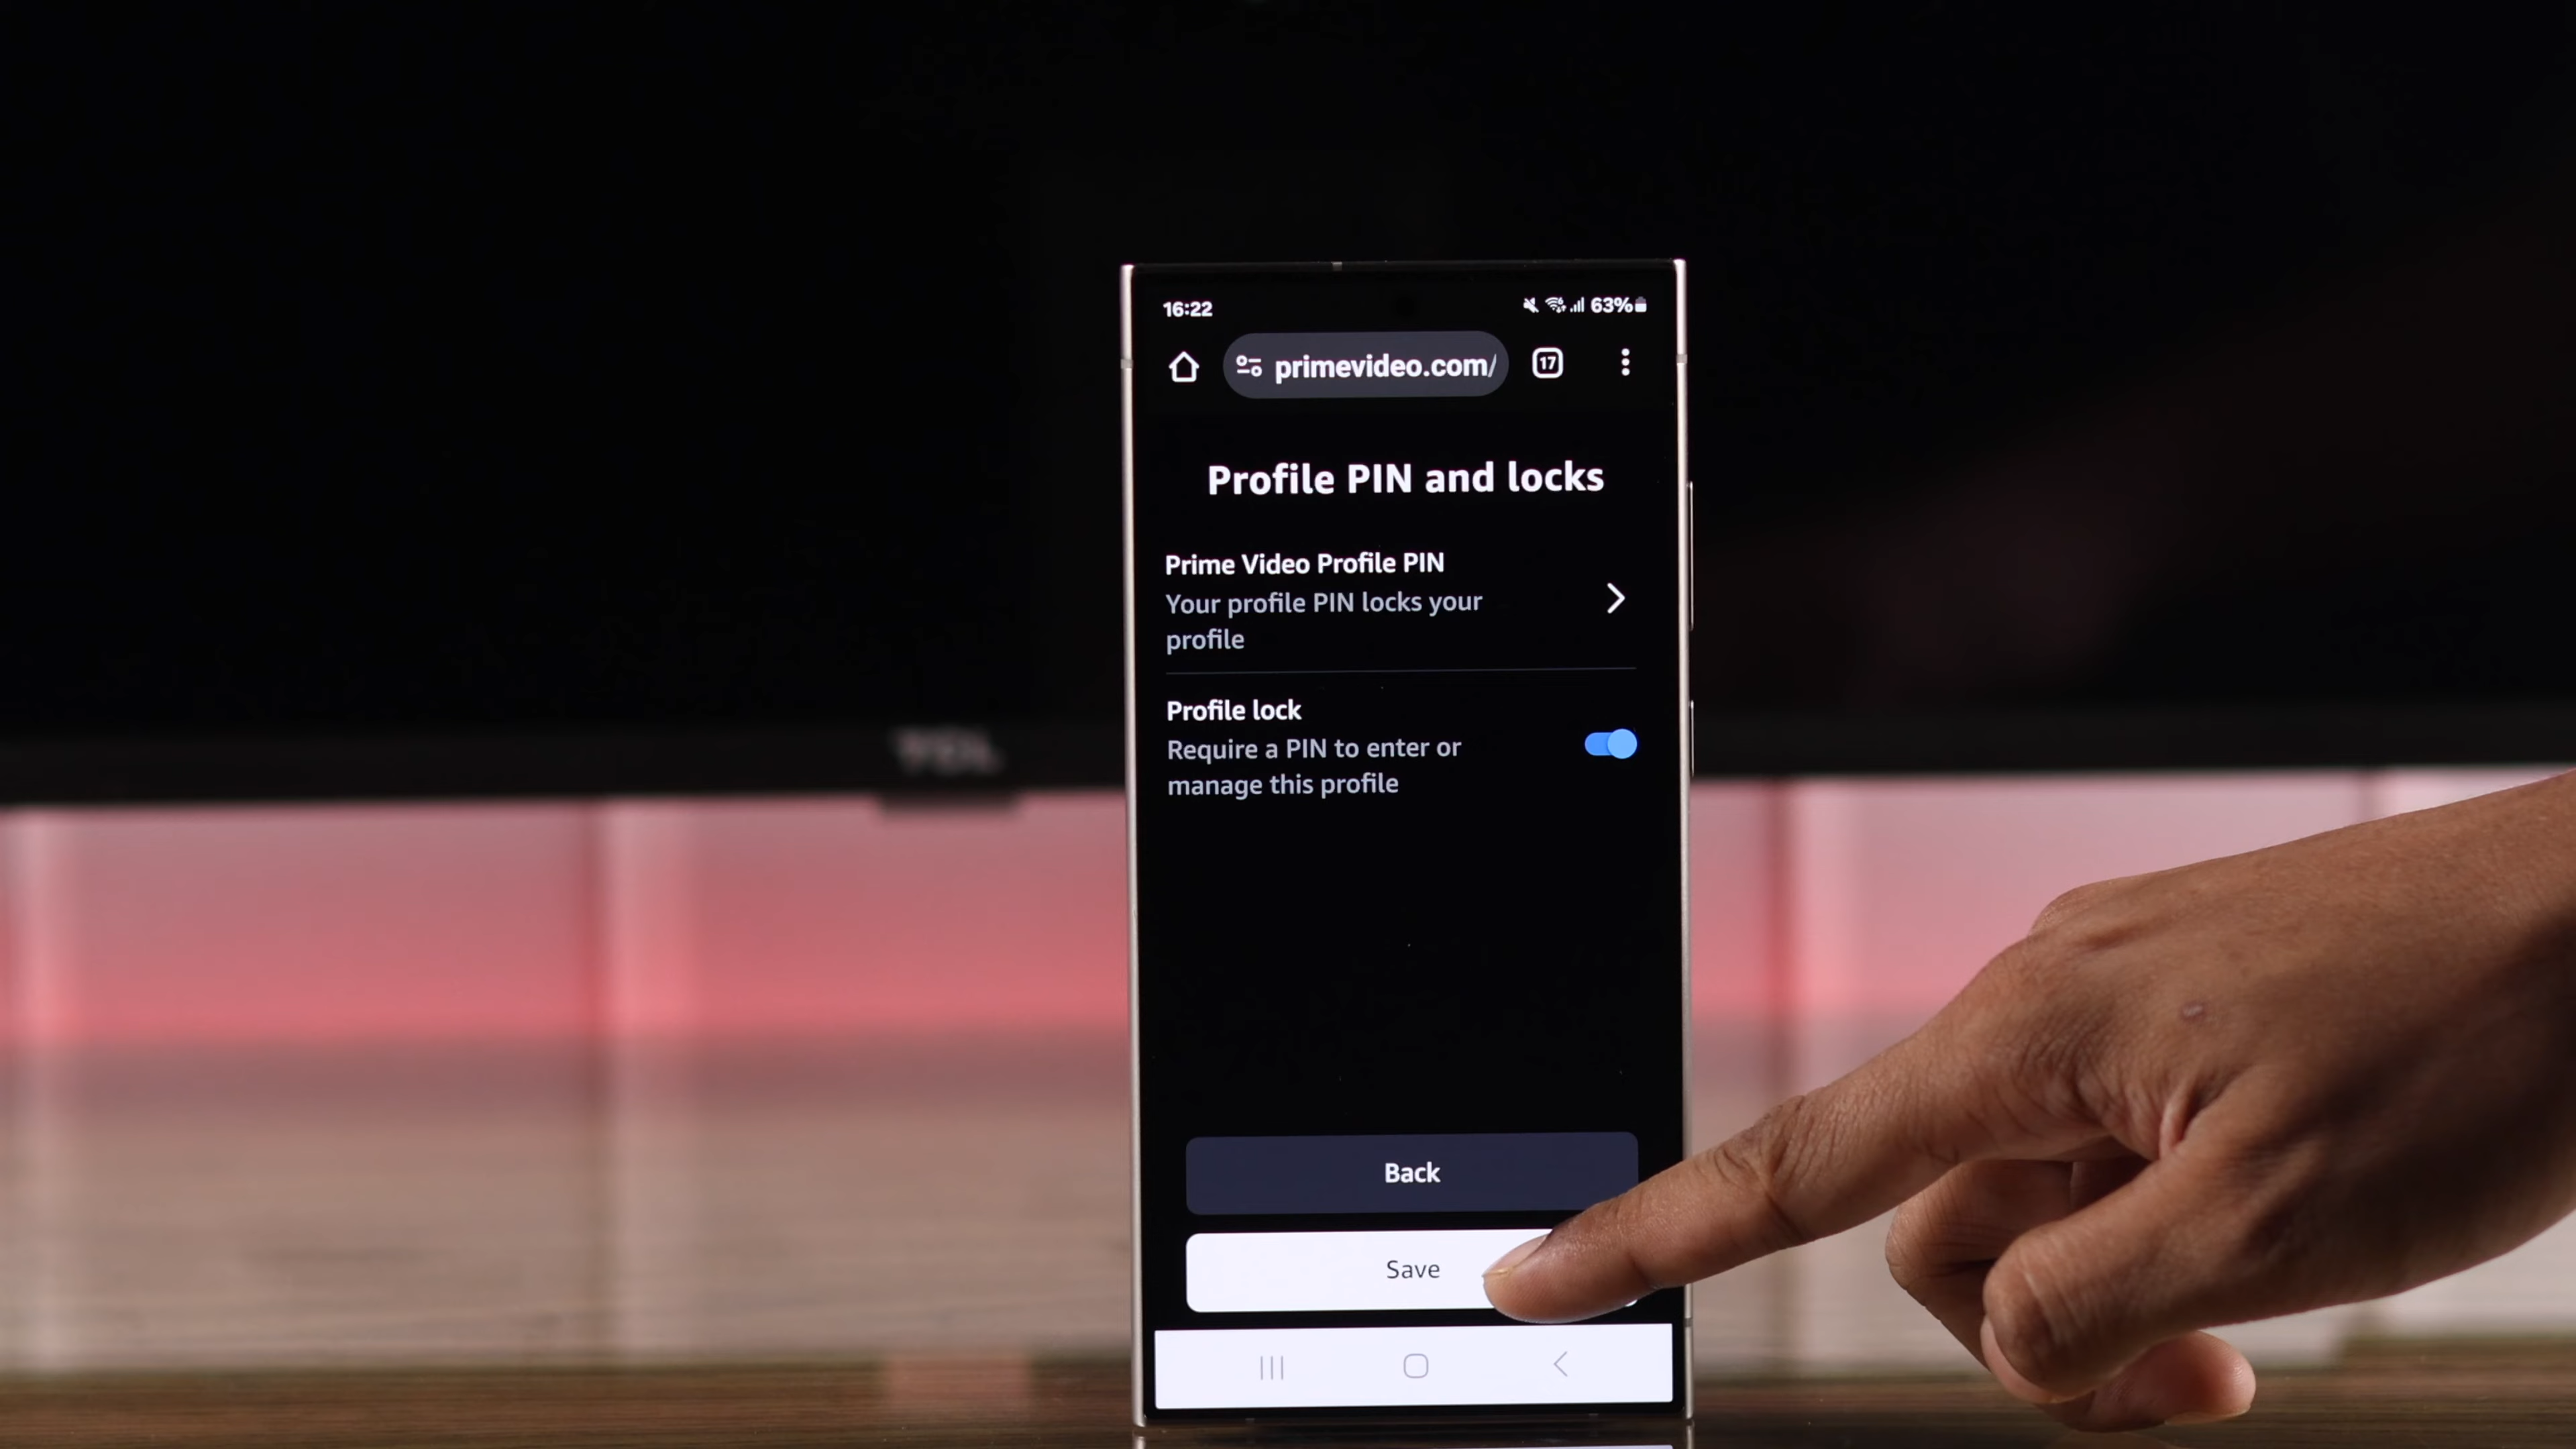 16:22
63%
primevideo.com/
17
Profile PIN and locks
Prime Video Profile PIN
Your profile PIN locks your
profile
Profile lock
Require a PIN to enter or
manage this profile
Back
Save
TCL